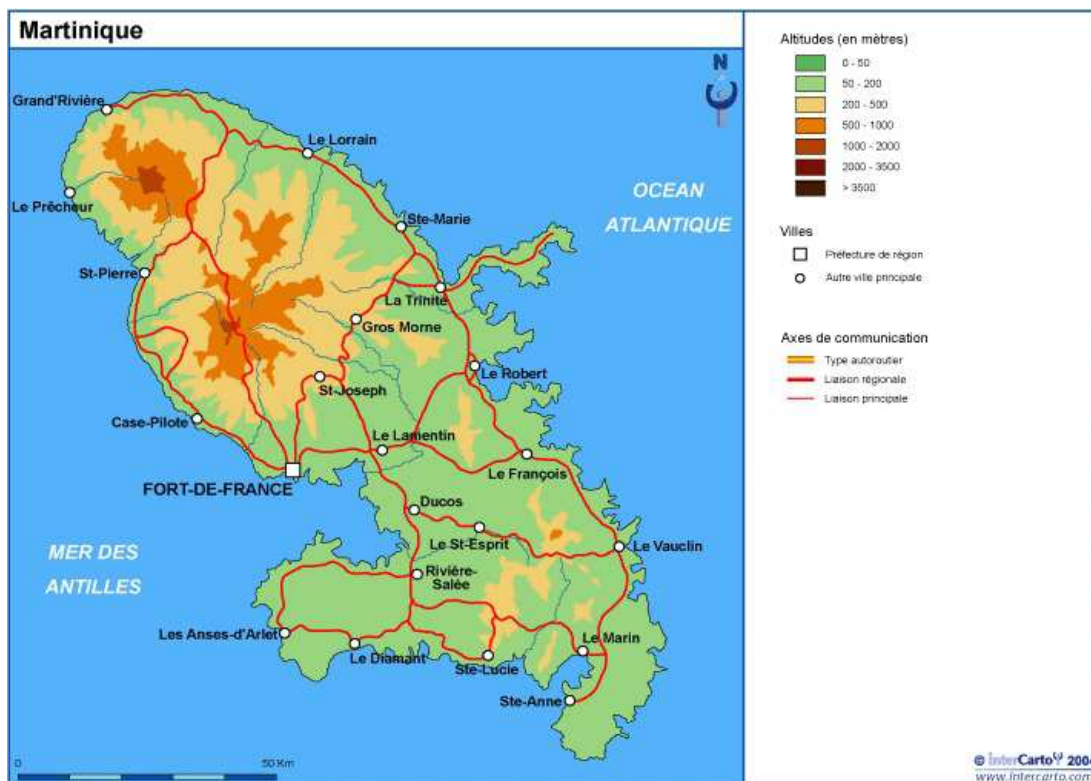 Martinique
N
Grand'Rivière
Le Lorrain
Le Prêcheur
Ste-Marie
OCEAN
ATLANTIQUE
St-Pierre
La Trinité
Gros Morne
Le Robert
St-Joseph
Case-Pilote
Le Lamentin
Le François
FORT-DE-FRANCE
Ducos
Le St-Esprit
Le Vauclin
MER DES
ANTILLES
Riviére-
Salée
Les Anses-d'Arlet
Le Marin
Le Diamant
Ste-Lucie
Ste-Anne
0
50 Km
Altitudes (en mètres)
0 - 50
50 - 200
200 - 500
500 - 1000
1000 - 2000
2000 - 3500
> 3500
Villes
Préfecture de région
Autre ville principale
Axes de communication
Type autoroutier
Liaison régionale
Liaison principale
© InterCarto 200
www.intercarto.com